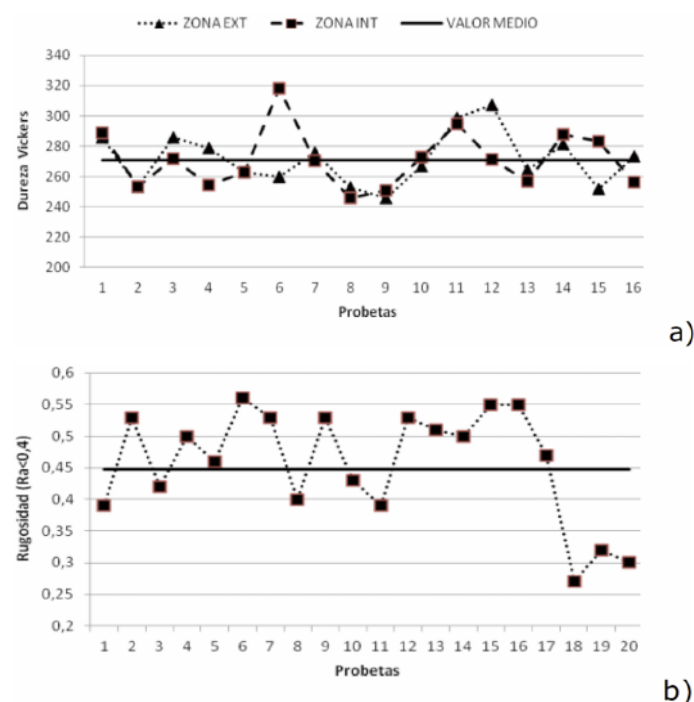 ZONA EXT ZONA INT VALOR MEDIO
340
320
300
280
260
240
220
200
Dureza Vickers
1 2 3 4 5 6 7 8 9 10 11 12 13 14 15 16
Probetas
a)
0,6
0,55
0,5
0,45
0,4
0,35
0,3
0,25
0,2
Rugosidad (Ra<0,4)
1 2 3 4 5 6 7 8 9 10 11 12 13 14 15 16 17 18 19 20
Probetas
b)